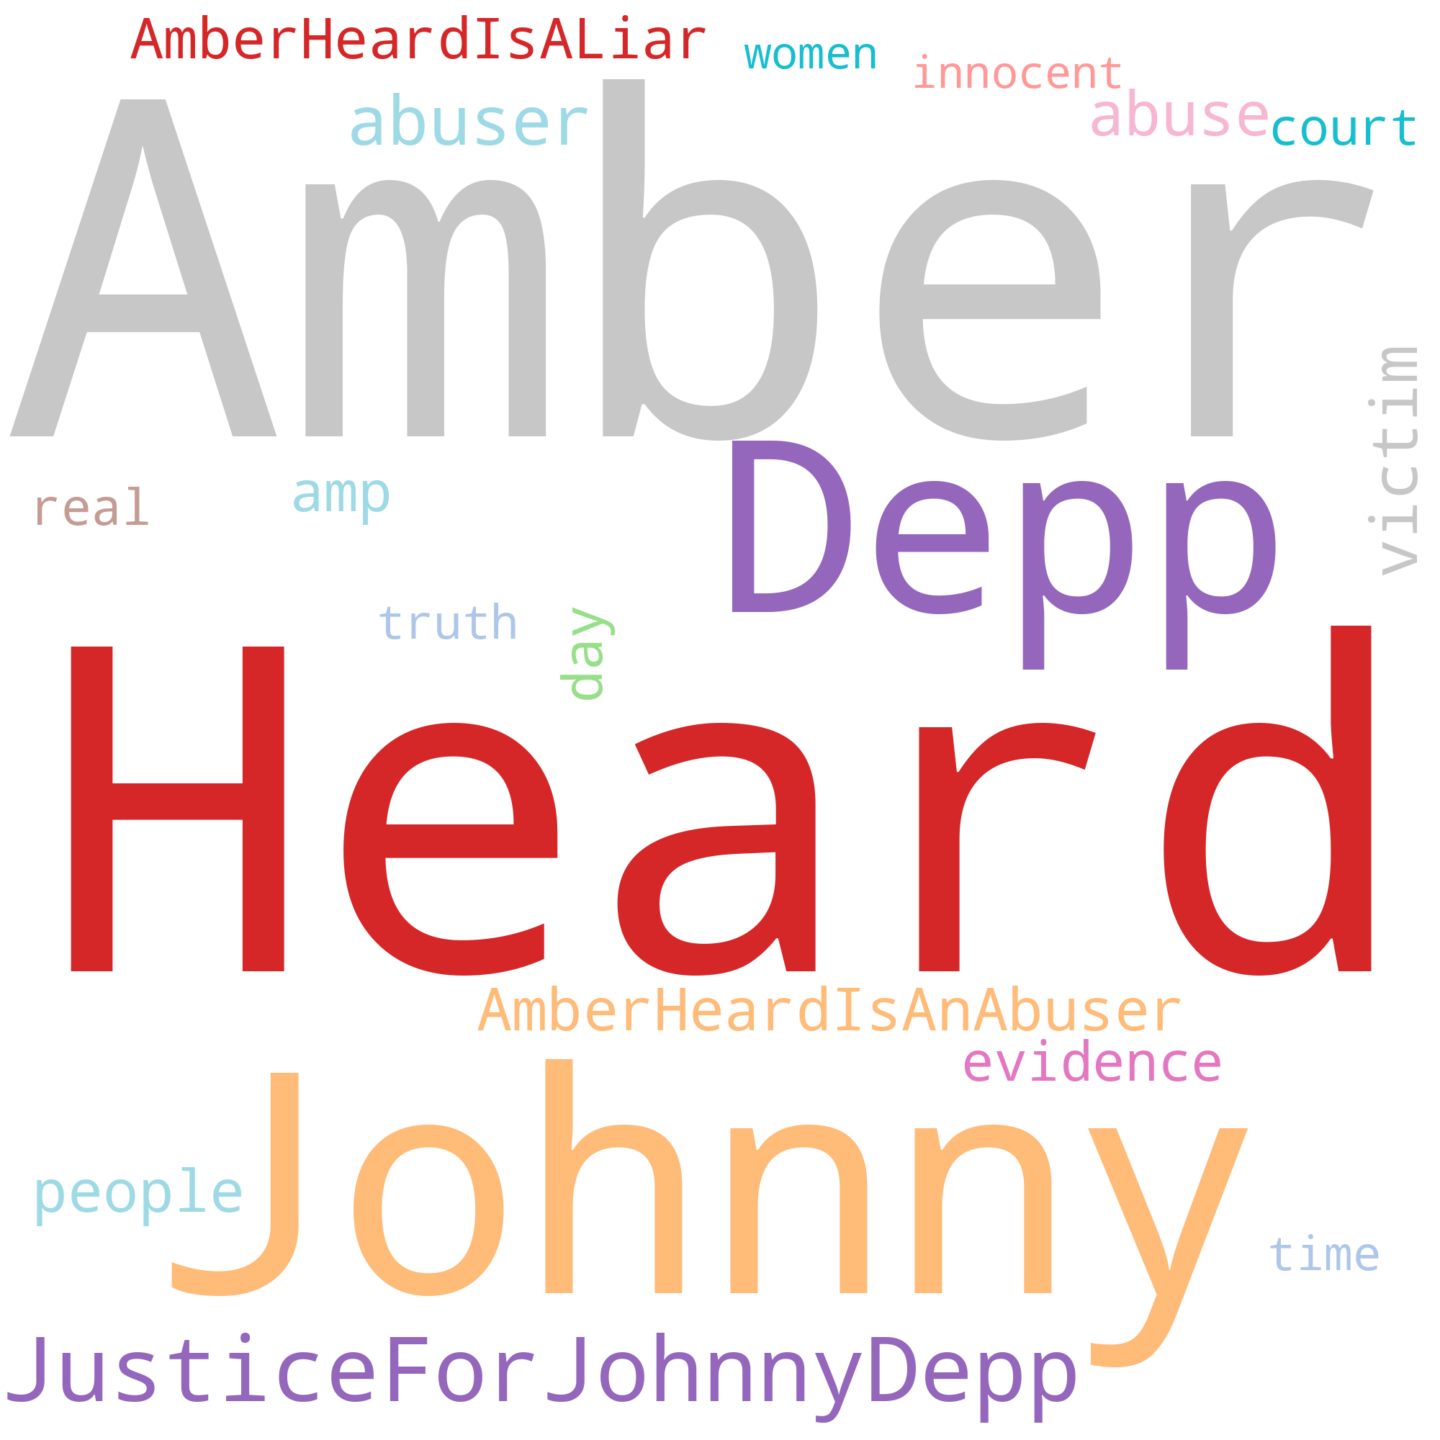 AmberHeardIsALiar
women
innocent
abuser
abuse
court
Amber
victim
Depp
real
amp
truth
day
Heard
AmberHeardIsAnAbuser
evidence
Johnny
people
time
JusticeForJohnnyDepp